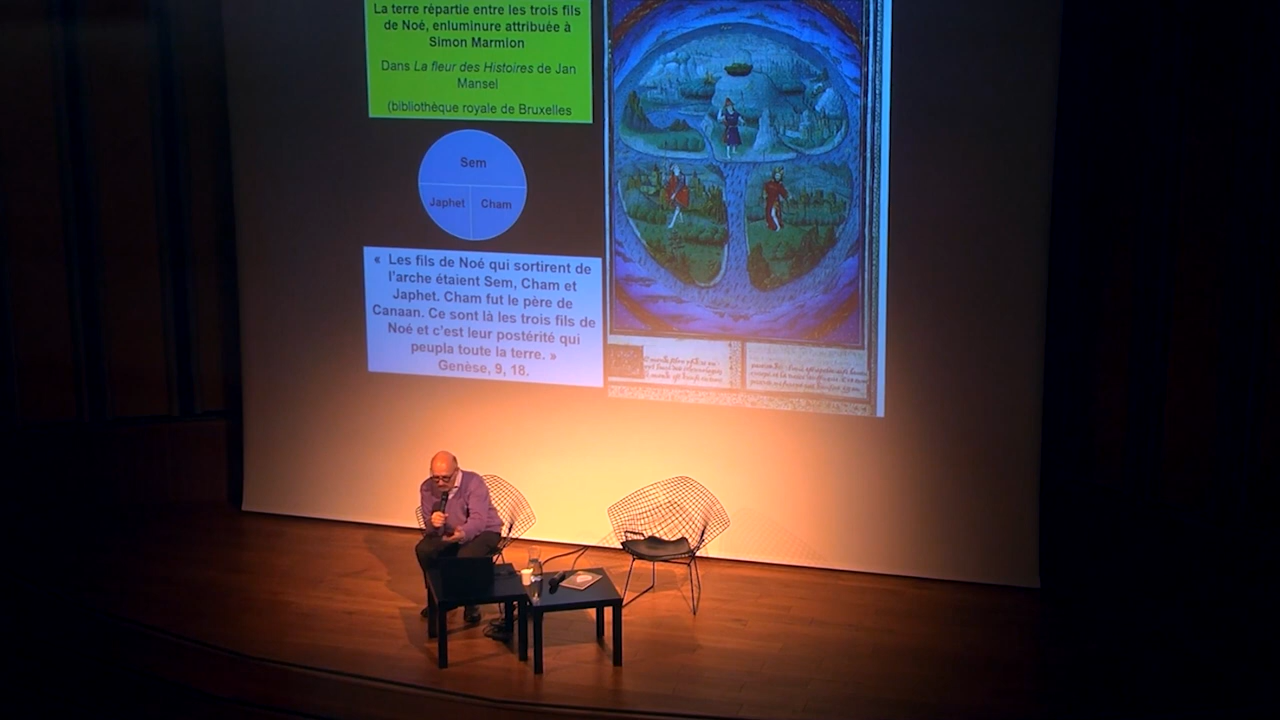 La terre répartie entre les trois fils
de Noé, enluminure attribuée à
Simon Marmion
Dans La fleur des Histoires de Jan
Mansel
(bibliothèque royale de Bruxelles
Sem
Japhet
Cham
« Les fils de Noé qui sortirent de
l'arche étaient Sem, Cham et
Japhet. Cham fut le père de
Canaan. Ce sont là les trois fils de
Noé et c'est leur postérité qui
peupla toute la terre. »
Genèse, 9, 18.